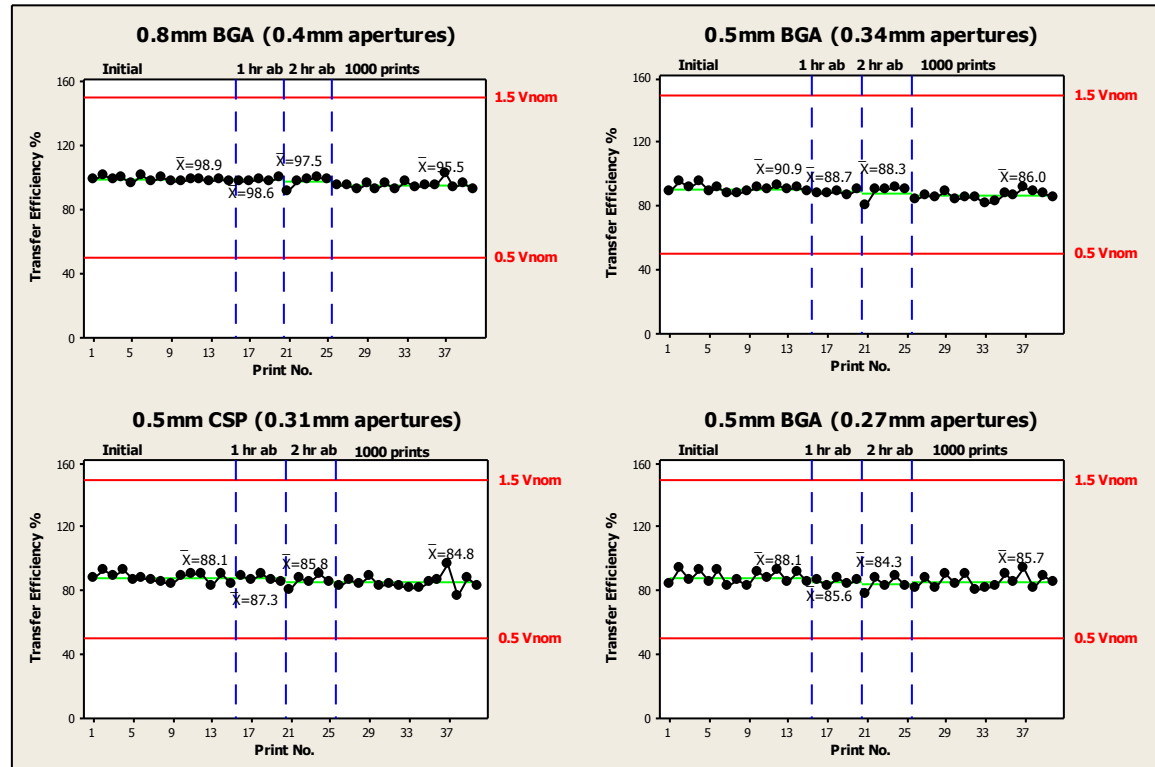 0.8mm BGA (0.4mm apertures)
Initial 1 hr ab 2 hr ab 1000 prints
160
1.5 Vnom
120
X̅=98.9 X̅=97.5 X̅=95.5
X̅=98.6
80
0.5 Vnom
40
0
Transfer Efficiency %
1 5 9 13 17 21 25 29 33 37
Print No.
0.5mm BGA (0.34mm apertures)
Initial 1 hr ab 2 hr ab 1000 prints
160
1.5 Vnom
120
X̅=90.9 X̅=88.7 X̅=88.3 X̅=86.0
80
0.5 Vnom
40
0
Transfer Efficiency %
1 5 9 13 17 21 25 29 33 37
Print No.
0.5mm CSP (0.31mm apertures)
Initial 1 hr ab 2 hr ab 1000 prints
160
1.5 Vnom
120
X̅=88.1 X̅=85.8 X̅=84.8
80
X̅=87.3
0.5 Vnom
40
0
Transfer Efficiency %
1 5 9 13 17 21 25 29 33 37
Print No.
0.5mm BGA (0.27mm apertures)
Initial 1 hr ab 2 hr ab 1000 prints
160
1.5 Vnom
120
X̅=88.1 X̅=84.3 X̅=85.7
80
X̅=85.6
0.5 Vnom
40
0
Transfer Efficiency %
1 5 9 13 17 21 25 29 33 37
Print No.